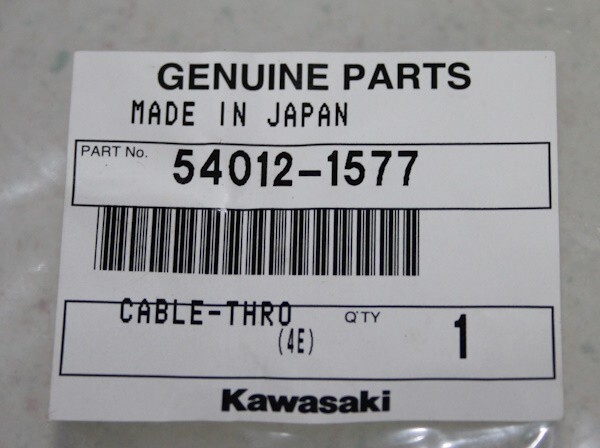 GENUINE PARTS
MADE IN JAPAN
PART No. 54012-1577
CABLE-THRO Q'TY 1
(4E)
Kawasaki